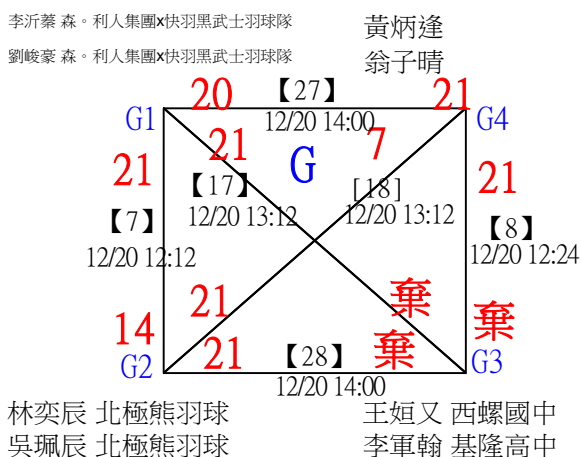 李沂蓁 森。利人集團x快羽黑武士羽球隊
黃炳逢
劉峻豪 森。利人集團x快羽黑武士羽球隊
翁子晴
20 【27】 21
G1 12/20 14:00 G4
21 7
21 G 21
【17】 [18]
12/20 13:12 12/20 13:12
【7】 【8】
12/20 12:12 12/20 12:24
21 棄
14 棄
21 【28】 棄
G2 G3
12/20 14:00
林奕辰 北極熊羽球 王姮又 西螺國中
吳珮辰 北極熊羽球 李軍翰 基隆高中